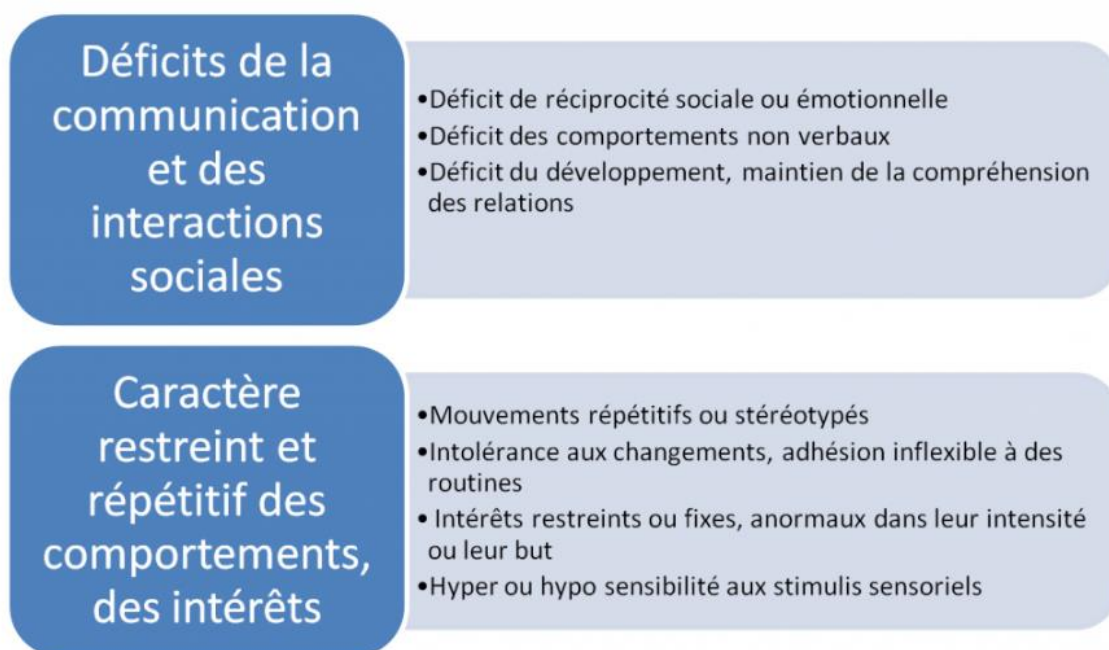 Déficits de la
communication
et des
interactions
sociales
•Déficit de réciprocité sociale ou émotionnelle
•Déficit des comportements non verbaux
•Déficit du développement, maintien de la compréhension
des relations
Caractère
restreint et
répétitif des
comportements,
des intérêts
•Mouvements répétitifs ou stéréotypés
•Intolérance aux changements, adhésion inflexible à des
routines
• Intérêts restreints ou fixes, anormaux dans leur intensité
ou leur but
•Hyper ou hypo sensibilité aux stimulis sensoriels